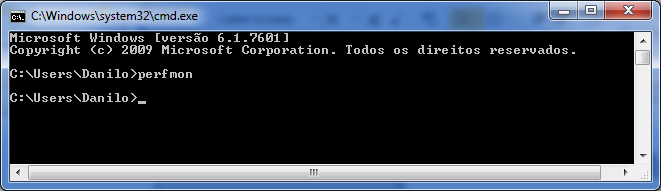 C:\Windows\system32\cmd.exe
Microsoft Windows [versão 6.1.7601]
Copyright (c) 2009 Microsoft Corporation. Todos os direitos reservados.
C:\Users\Danilo>perfmon
C:\Users\Danilo>_